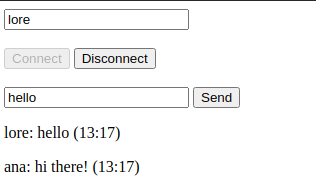 lore
Connect Disconnect
hello Send
lore: hello (13:17)
ana: hi there! (13:17)